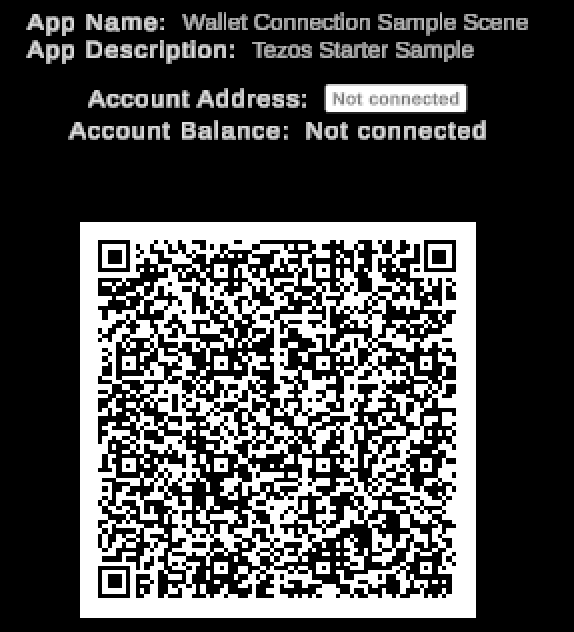 App Name: Wallet Connection Sample Scene
App Description: Tezos Starter Sample
Account Address: Not connected
Account Balance: Not connected